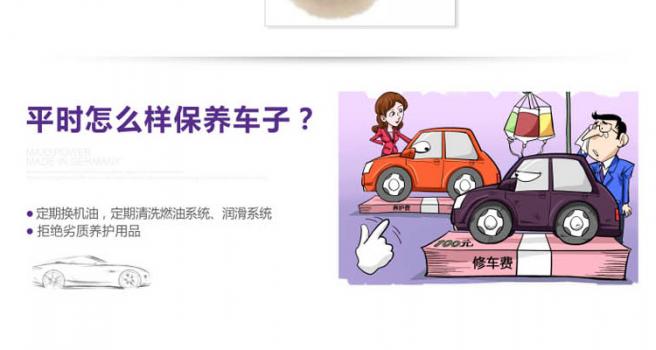 平时怎么样保养车子？
MAXSPOWER
MADE IN GERMANY
● 定期换机油，定期清洗燃油系统、润滑系统
● 拒绝劣质养护用品
养护费
100元
修车费